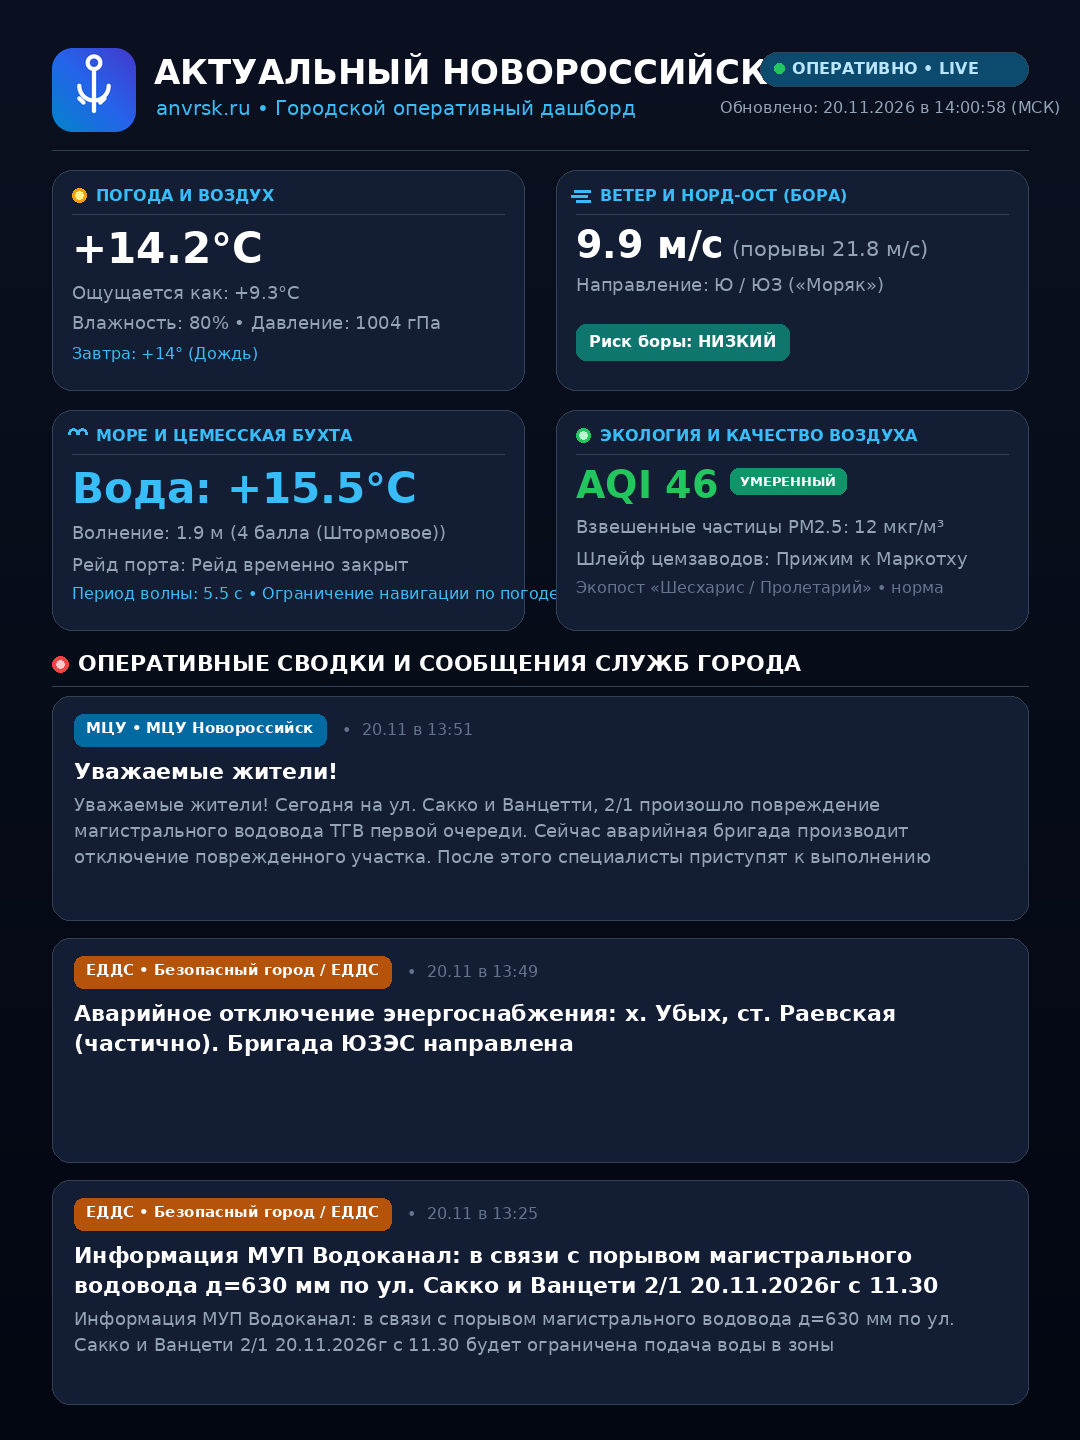 АКТУАЛЬНЫЙ НОВОРОССИЙСК
ОПЕРАТИВНО • LIVE
anvrsk.ru • Городской оперативный дашборд
Обновлено: 20.11.2026 в 14:00:58 (МСК)
ПОГОДА И ВОЗДУХ
+14.2°C
Ощущается как: +9.3°C
Влажность: 80% • Давление: 1004 гПа
Завтра: +14° (Дождь)
ВЕТЕР И НОРД-ОСТ (БОРА)
9.9 м/с (порывы 21.8 м/с)
Направление: Ю / ЮЗ («Моряк»)
Риск боры: НИЗКИЙ
МОРЕ И ЦЕМЕССКАЯ БУХТА
Вода: +15.5°C
Волнение: 1.9 м (4 балла (Штормовое))
Рейд порта: Рейд временно закрыт
Период волны: 5.5 с • Ограничение навигации по погоде
ЭКОЛОГИЯ И КАЧЕСТВО ВОЗДУХА
AQI 46 УМЕРЕННЫЙ
Взвешенные частицы PM2.5: 12 мкг/м³
Шлейф цемзаводов: Прижим к Маркотху
Экопост «Шесхарис / Пролетарий» • норма
ОПЕРАТИВНЫЕ СВОДКИ И СООБЩЕНИЯ СЛУЖБ ГОРОДА
МЦУ • МЦУ Новороссийск • 20.11 в 13:51
Уважаемые жители!
Уважаемые жители! Сегодня на ул. Сакко и Ванцетти, 2/1 произошло повреждение
магистрального водовода ТГВ первой очереди. Сейчас аварийная бригада производит
отключение поврежденного участка. После этого специалисты приступят к выполнению
ЕДДС • Безопасный город / ЕДДС • 20.11 в 13:49
Аварийное отключение энергоснабжения: х. Убых, ст. Раевская
(частично). Бригада ЮЗЭС направлена
ЕДДС • Безопасный город / ЕДДС • 20.11 в 13:25
Информация МУП Водоканал: в связи с порывом магистрального
водовода д=630 мм по ул. Сакко и Ванцети 2/1 20.11.2026г с 11.30
Информация МУП Водоканал: в связи с порывом магистрального водовода д=630 мм по ул.
Сакко и Ванцети 2/1 20.11.2026г с 11.30 будет ограничена подача воды в зоны